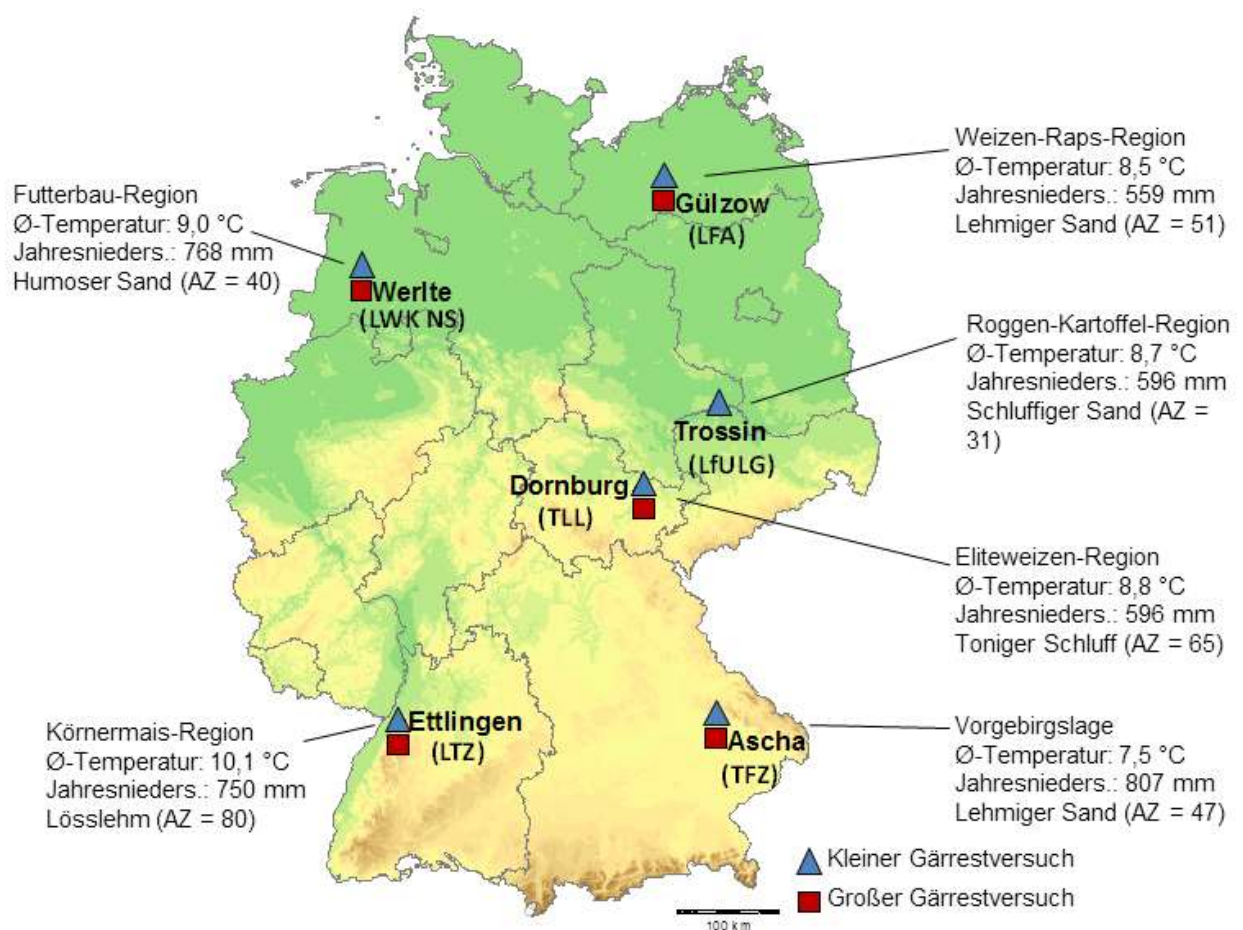 Weizen-Raps-Region
Ø-Temperatur: 8,5 °C
Jahresnieders.: 559 mm
Lehmiger Sand (AZ = 51)
Gülzow
(LFA)
Futterbau-Region
Ø-Temperatur: 9,0 °C
Jahresnieders.: 768 mm
Humoser Sand (AZ = 40)
Werlte
(LWK NS)
Roggen-Kartoffel-Region
Ø-Temperatur: 8,7 °C
Jahresnieders.: 596 mm
Schluffiger Sand (AZ =
31)
Trossin
(LfULG)
Dornburg
(TLL)
Eliteweizen-Region
Ø-Temperatur: 8,8 °C
Jahresnieders.: 596 mm
Toniger Schluff (AZ = 65)
Körnermais-Region
Ø-Temperatur: 10,1 °C
Jahresnieders.: 750 mm
Lösslehm (AZ = 80)
Ettlingen
(LTZ)
Ascha
(TFZ)
Vorgebirgslage
Ø-Temperatur: 7,5 °C
Jahresnieders.: 807 mm
Lehmiger Sand (AZ = 47)
Kleiner Gärrestversuch
Großer Gärrestversuch
100 km